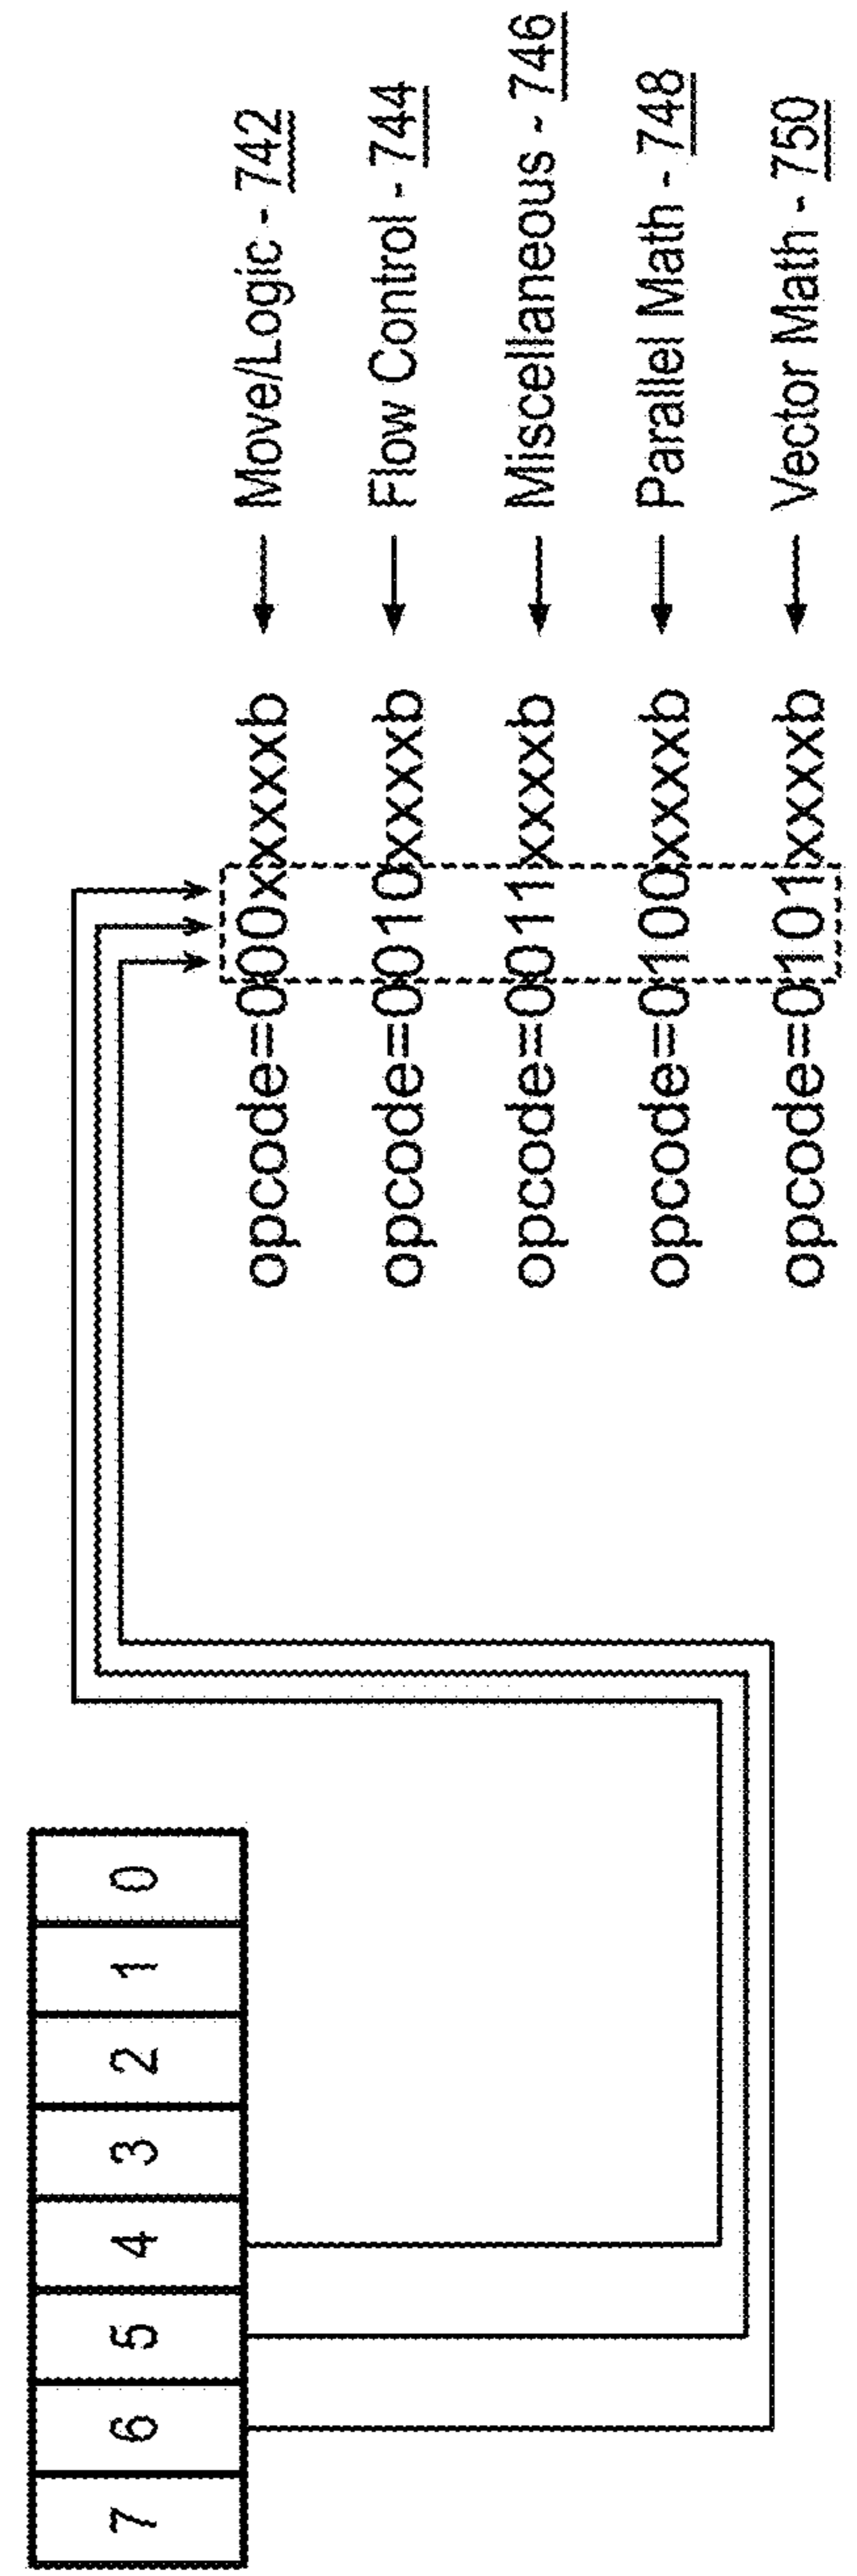 7 6 5 4 3 2 1 0
opcode=000xxxxxb ← Move/Logic - 742
opcode=0010xxxxb ← Flow Control - 744
opcode=0011xxxxb ← Miscellaneous - 746
opcode=0100xxxxb ← Parallel Math - 748
opcode=0101xxxxb ← Vector Math - 750